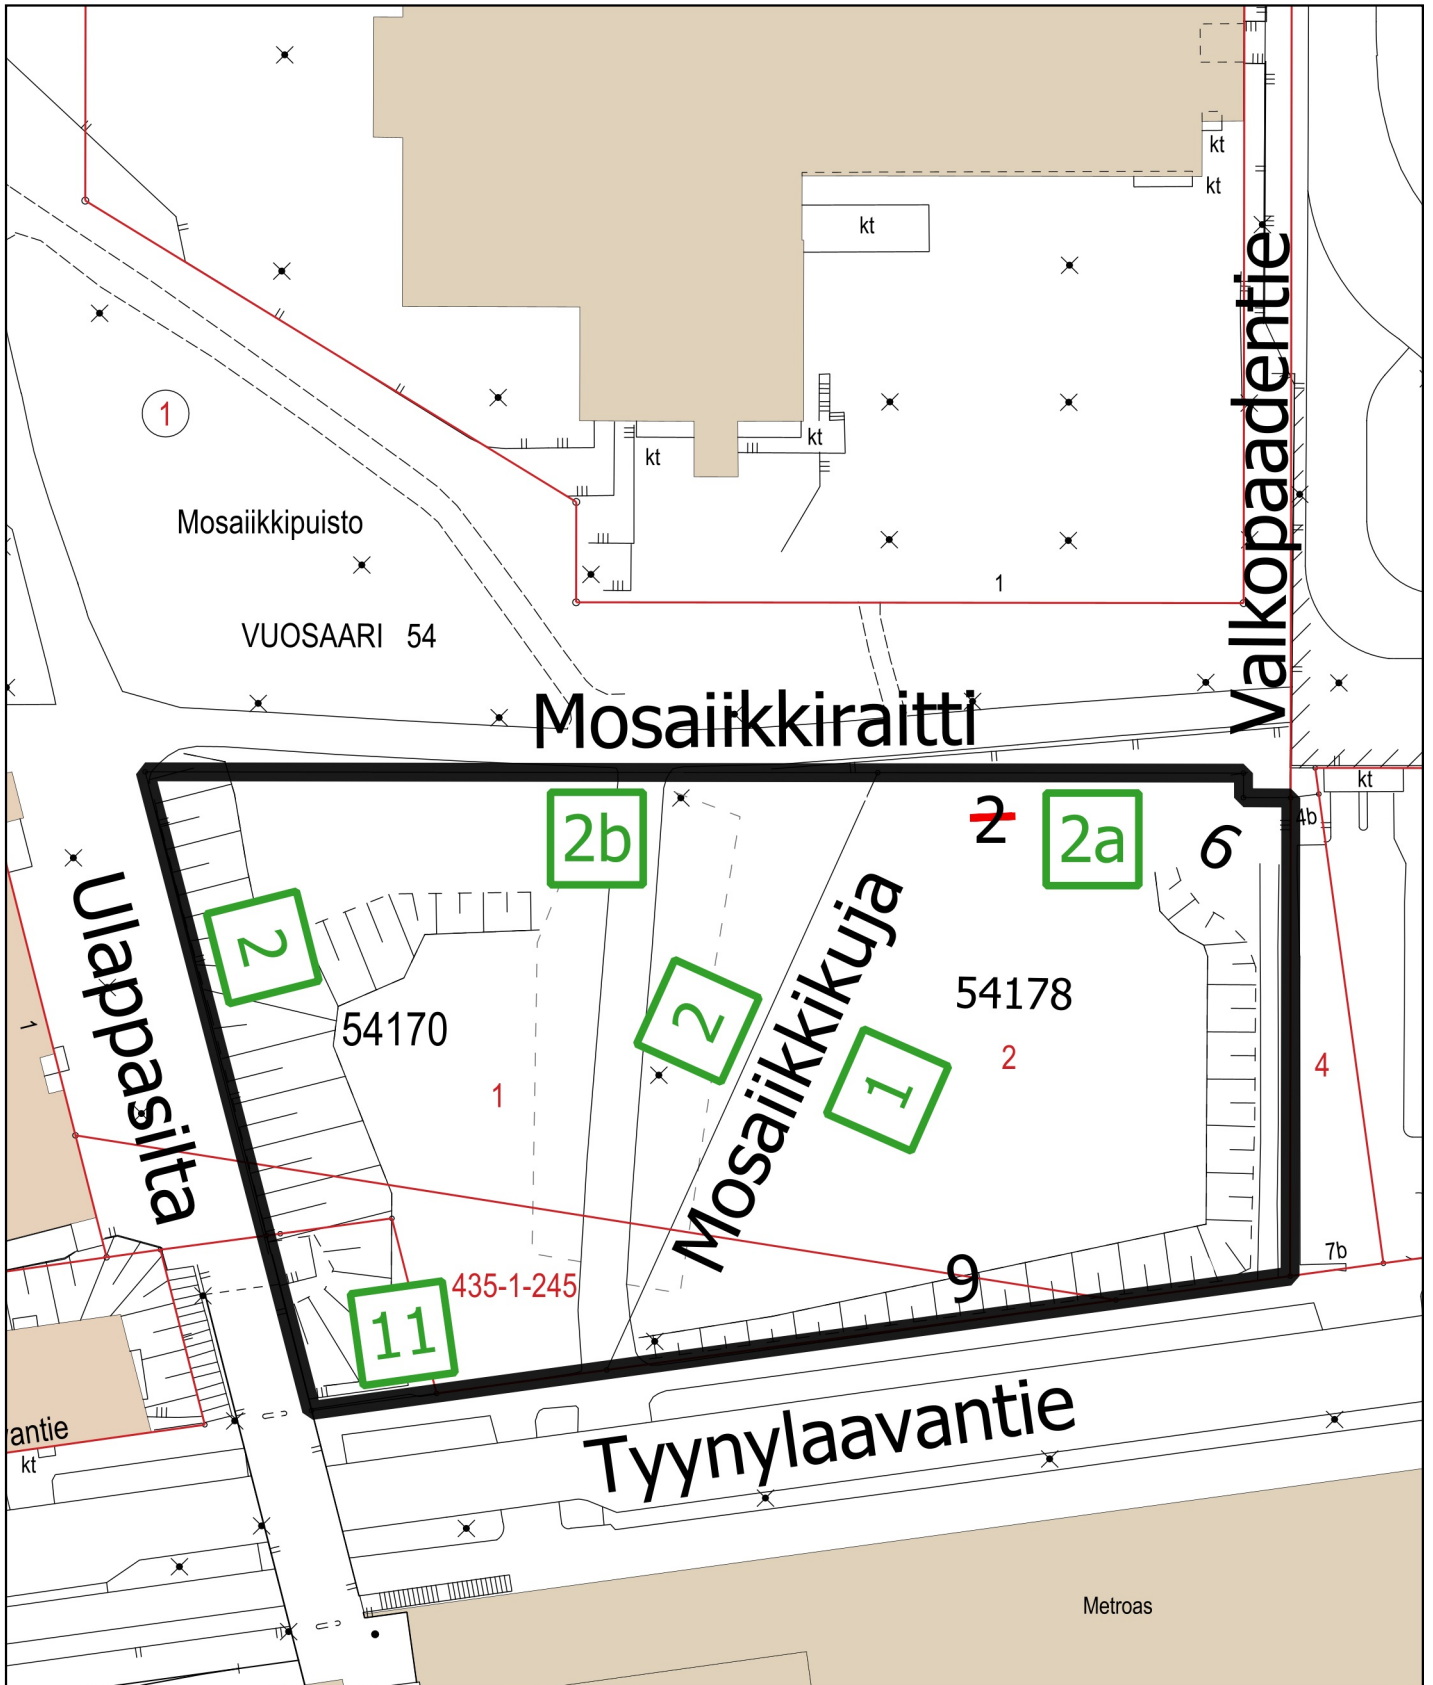 kt
kt
kt
kt
kt
1
Mosaiikkipuisto
VUOSAARI 54
1
Valkopaadentie
Mosaiikkiraitti
kt
4b
2b
2
2a
6
Ulappasilta
2
Mosaiikkikuja
54178
54170
2
1
1
2
1
4
435-1-245
9
7b
11
Tyynylaavantie
antie
kt
Metroas